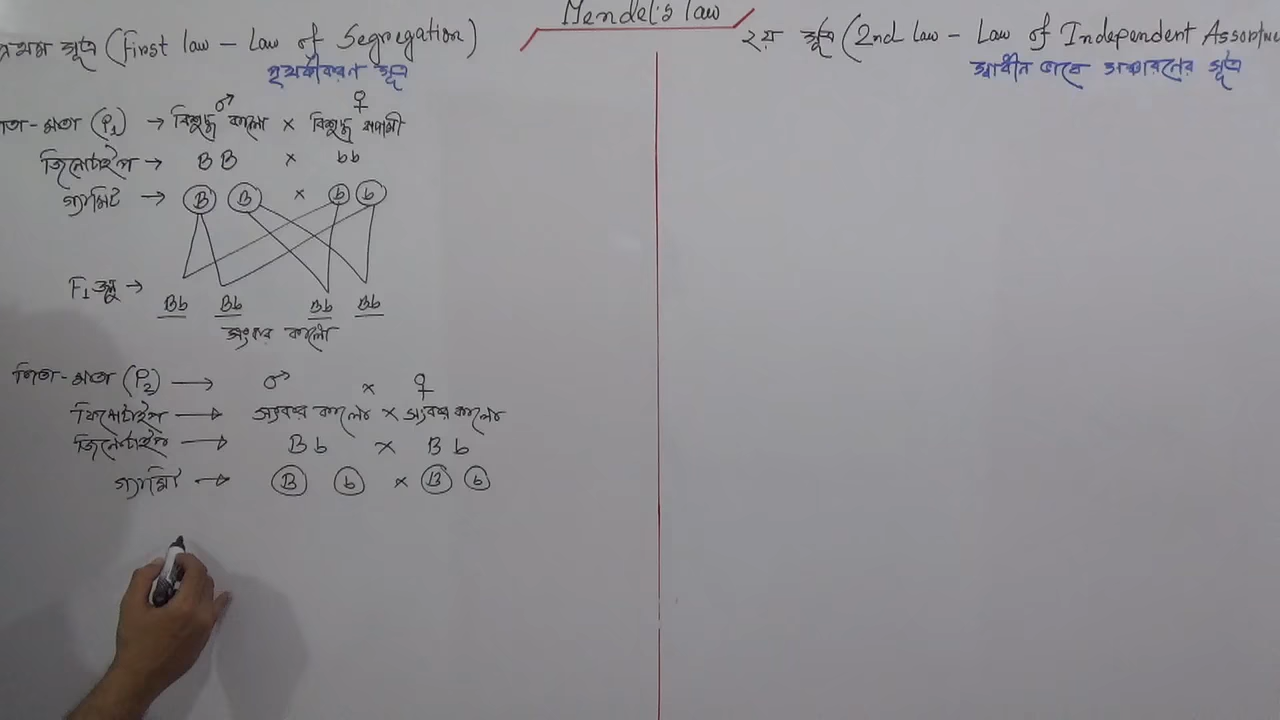 Mendel's law
প্রথম সূত্র (First law - Law of Segregation)
পৃথকীকরণ সূত্র
পিতা-মাতা (P1) → বিশুদ্ধ কালো ♂ × বিশুদ্ধ বাদামী ♀
জিনোটাইপ → BB × bb
গ্যামিট → B B × b b
F1 জনু →
Bb Bb Bb Bb
সংকর কালো
পিতা-মাতা (P2) → ♂ × ♀
ফিনোটাইপ → সংকর কালো × সংকর কালো
জিনোটাইপ → Bb × Bb
গ্যামিট → B b × B b
২য় সূত্র (2nd Law - Law of Independent Assortme
স্বাধীন ভাবে সঞ্চারনের সূত্র